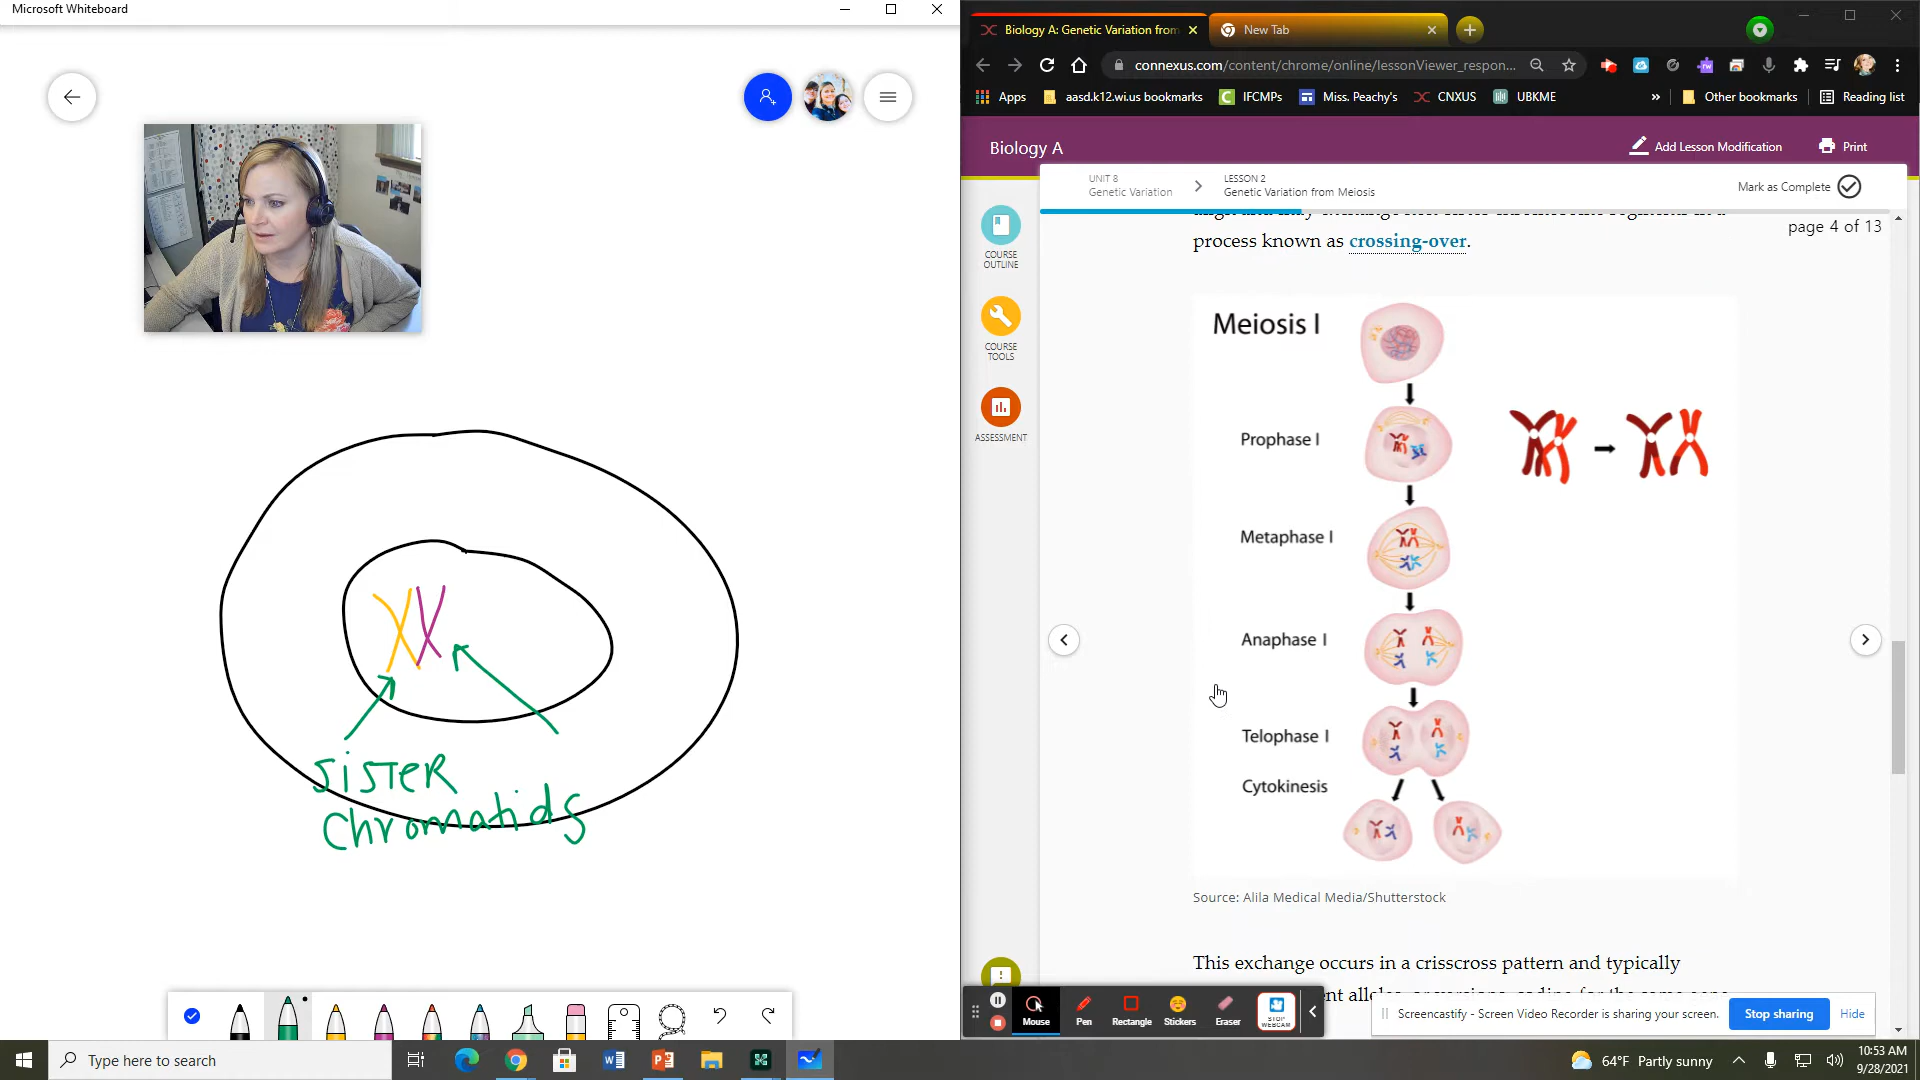 Microsoft Whiteboard
SISTER
chromatids
Type here to search
Biology A: Genetic Variation from
New Tab
connexus.com/content/chrome/online/lessonViewer_respon...
Apps
aasd.k12.wi.us bookmarks
IFCMPs
Miss. Peachy's
CNXUS
UBKME
»
Other bookmarks
Reading list
Biology A
Add Lesson Modification
Print
UNIT 8
Genetic Variation
LESSON 2
Genetic Variation from Meiosis
Mark as Complete
page 4 of 13
process known as crossing-over.
COURSE
OUTLINE
COURSE
TOOLS
ASSESSMENT
Meiosis I
Prophase I
Metaphase I
Anaphase I
Telophase I
Cytokinesis
Source: Alila Medical Media/Shutterstock
This exchange occurs in a crisscross pattern and typically
Mouse
Pen
Rectangle
Stickers
Eraser
STOP
WEBCAM
Screencastify - Screen Video Recorder is sharing your screen.
Stop sharing
Hide
64°F Partly sunny
10:53 AM
9/28/2021